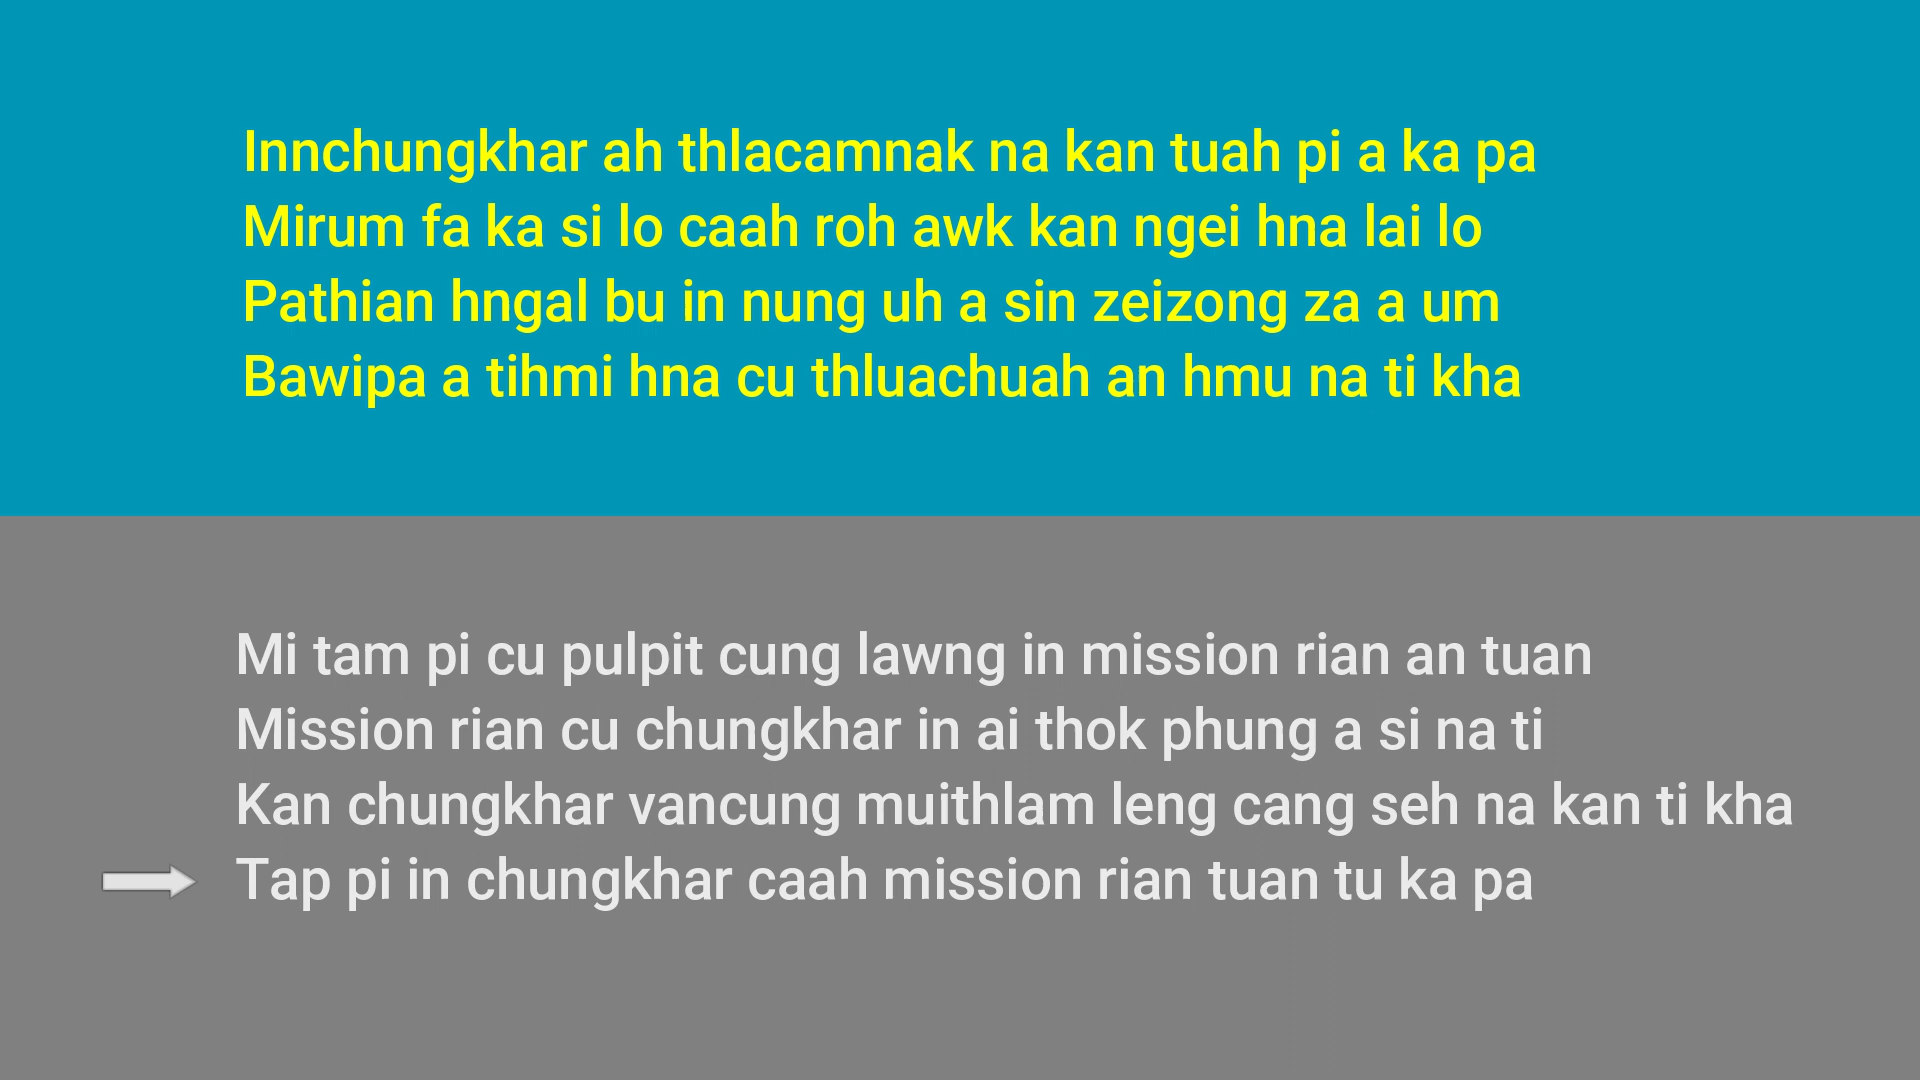 Innchungkhar ah thlacamnak na kan tuah pi a ka pa
Mirum fa ka si lo caah roh awk kan ngei hna lai lo
Pathian hngal bu in nung uh a sin zeizong za a um
Bawipa a tihmi hna cu thluachuah an hmu na ti kha
Mi tam pi cu pulpit cung lawng in mission rian an tuan
Mission rian cu chungkhar in ai thok phung a si na ti
Kan chungkhar vancung muithlam leng cang seh na kan ti kha
Tap pi in chungkhar caah mission rian tuan tu ka pa